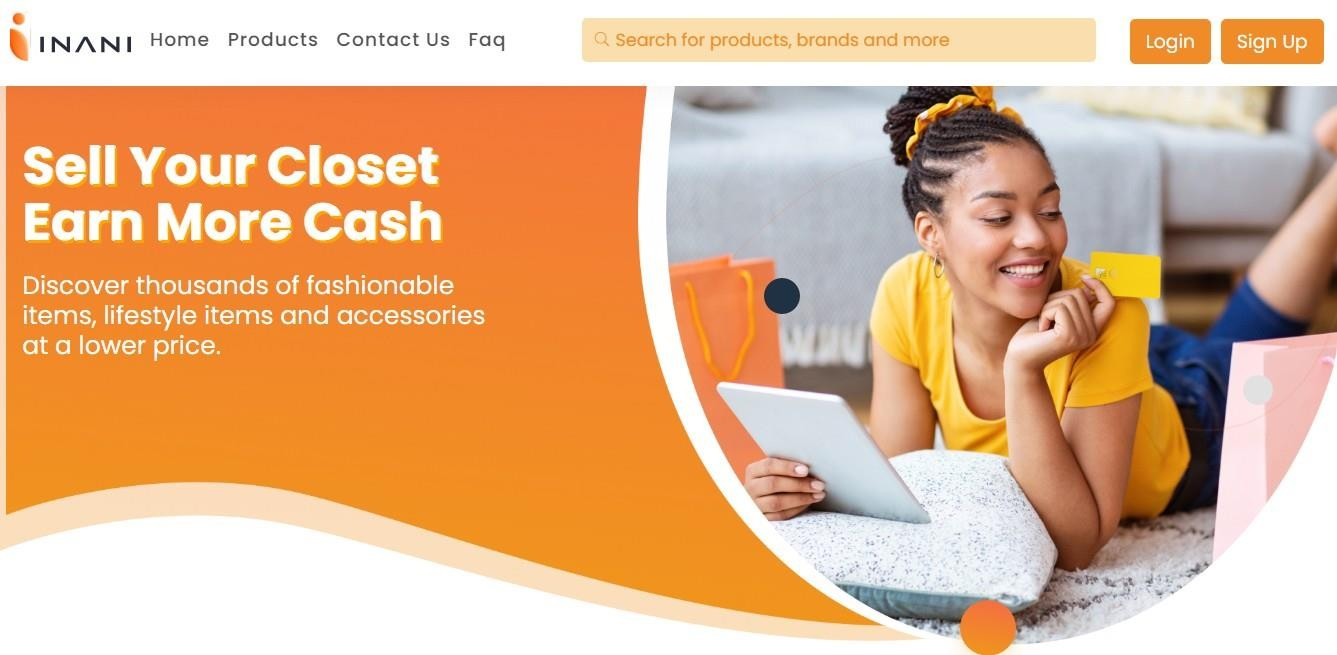 INANI
Home Products Contact Us Faq
Search for products, brands and more
Login
Sign Up
Sell Your Closet
Earn More Cash
Discover thousands of fashionable
items, lifestyle items and accessories
at a lower price.